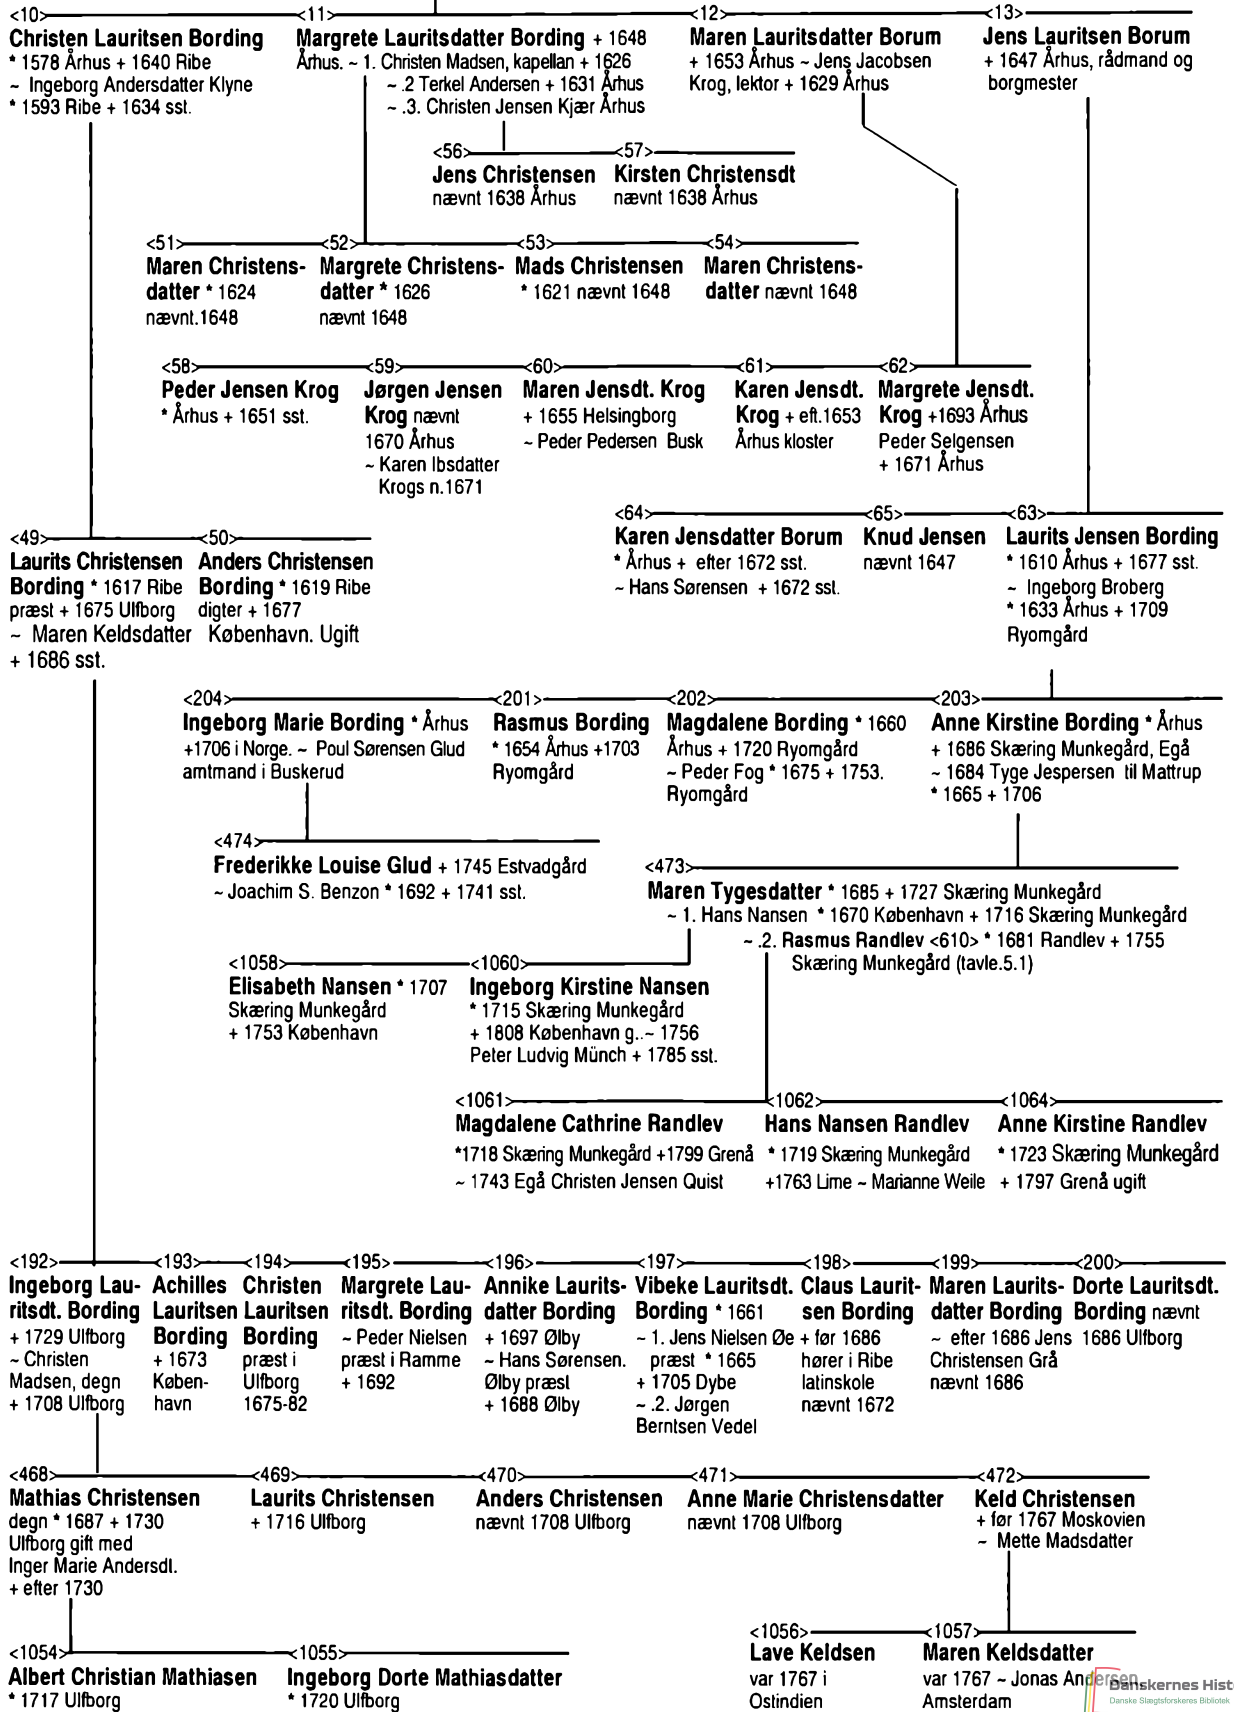 <10>
Christen Lauritsen Bording
* 1578 Århus + 1640 Ribe
~ Ingeborg Andersdatter Klyne
* 1593 Ribe + 1634 sst.
<11>
Margrete Lauritsdatter Bording + 1648
Århus. ~ 1. Christen Madsen, kapellan + 1626
~ .2 Terkel Andersen + 1631 Århus
~ .3. Christen Jensen Kjær Århus
<12>
Maren Lauritsdatter Borum
+ 1653 Århus ~ Jens Jacobsen
Krog, lektor + 1629 Århus
<13>
Jens Lauritsen Borum
+ 1647 Århus, rådmand og
borgmester
<56>
Jens Christensen
nævnt 1638 Århus
<57>
Kirsten Christensdt
nævnt 1638 Århus
<51>
Maren Christens-
datter * 1624
nævnt.1648
<52>
Margrete Christens-
datter * 1626
nævnt 1648
<53>
Mads Christensen
* 1621 nævnt 1648
<54>
Maren Christens-
datter nævnt 1648
<58>
Peder Jensen Krog
* Århus + 1651 sst.
<59>
Jørgen Jensen
Krog nævnt
1670 Århus
~ Karen Ibsdatter
Krogs n.1671
<60>
Maren Jensdt. Krog
+ 1655 Helsingborg
~ Peder Pedersen Busk
<61>
Karen Jensdt.
Krog + eft.1653
Århus kloster
<62>
Margrete Jensdt.
Krog +1693 Århus
Peder Selgensen
+ 1671 Århus
<49>
Laurits Christensen
Bording * 1617 Ribe
præst + 1675 Ulfborg
~ Maren Keldsdatter
+ 1686 sst.
<50>
Anders Christensen
Bording * 1619 Ribe
digter + 1677
København. Ugift
<64>
Karen Jensdatter Borum
* Århus + efter 1672 sst.
~ Hans Sørensen + 1672 sst.
<65>
Knud Jensen
nævnt 1647
<63>
Laurits Jensen Bording
* 1610 Århus + 1677 sst.
~ Ingeborg Broberg
* 1633 Århus + 1709
Ryomgård
<204>
Ingeborg Marie Bording * Århus
+1706 i Norge. ~ Poul Sørensen Glud
amtmand i Buskerud
<201>
Rasmus Bording
* 1654 Århus +1703
Ryomgård
<202>
Magdalene Bording * 1660
Århus + 1720 Ryomgård
~ Peder Fog * 1675 + 1753.
Ryomgård
<203>
Anne Kirstine Bording * Århus
+ 1686 Skæring Munkegård, Egå
~ 1684 Tyge Jespersen til Mattrup
* 1665 + 1706
<474>
Frederikke Louise Glud + 1745 Estvadgård
~ Joachim S. Benzon * 1692 + 1741 sst.
<473>
Maren Tygesdatter * 1685 + 1727 Skæring Munkegård
~ 1. Hans Nansen * 1670 København + 1716 Skæring Munkegård
~ .2. Rasmus Randlev <610> * 1681 Randlev + 1755
Skæring Munkegård (tavle.5.1)
<1058>
Elisabeth Nansen * 1707
Skæring Munkegård
+ 1753 København
<1060>
Ingeborg Kirstine Nansen
* 1715 Skæring Munkegård
+ 1808 København g..~ 1756
Peter Ludvig Münch + 1785 sst.
<1061>
Magdalene Cathrine Randlev
*1718 Skæring Munkegård +1799 Grenå
~ 1743 Egå Christen Jensen Quist
<1062>
Hans Nansen Randlev
* 1719 Skæring Munkegård
+1763 Lime ~ Marianne Weile
<1064>
Anne Kirstine Randlev
* 1723 Skæring Munkegård
+ 1797 Grenå ugift
<192>
Ingeborg Lau-
ritsdt. Bording
+ 1729 Ulfborg
~ Christen
Madsen, degn
+ 1708 Ulfborg
<193>
Achilles
Lauritsen
Bording
+ 1673
Køben-
havn
<194>
Christen
Lauritsen
Bording
præst i
Ulfborg
1675-82
<195>
Margrete Lau-
ritsdt. Bording
~ Peder Nielsen
præst i Ramme
+ 1692
<196>
Annike Laurits-
datter Bording
+ 1697 Ølby
~ Hans Sørensen.
Ølby præst
+ 1688 Ølby
<197>
Vibeke Lauritsdt.
Bording * 1661
~ 1. Jens Nielsen Øe
præst * 1665
+ 1705 Dybe
~ .2. Jørgen
Berntsen Vedel
<198>
Claus Laurit-
sen Bording
+ før 1686
hører i Ribe
latinskole
nævnt 1672
<199>
Maren Laurits-
datter Bording
~ efter 1686 Jens
Christensen Grå
nævnt 1686
<200>
Dorte Lauritsdt.
Bording nævnt
1686 Ulfborg
<468>
Mathias Christensen
degn * 1687 + 1730
Ulfborg gift med
Inger Marie Andersdt.
+ efter 1730
<469>
Laurits Christensen
+ 1716 Ulfborg
<470>
Anders Christensen
nævnt 1708 Ulfborg
<471>
Anne Marie Christensdatter
nævnt 1708 Ulfborg
<472>
Keld Christensen
+ før 1767 Moskovien
~ Mette Madsdatter
<1054>
Albert Christian Mathiasen
* 1717 Ulfborg
<1055>
Ingeborg Dorte Mathiasdatter
* 1720 Ulfborg
<1056>
Lave Keldsen
var 1767 i
Ostindien
<1057>
Maren Keldsdatter
var 1767 ~ Jonas Andersen
Amsterdam
Danskernes Hist
Danske Slægtsforskeres Bibliotek